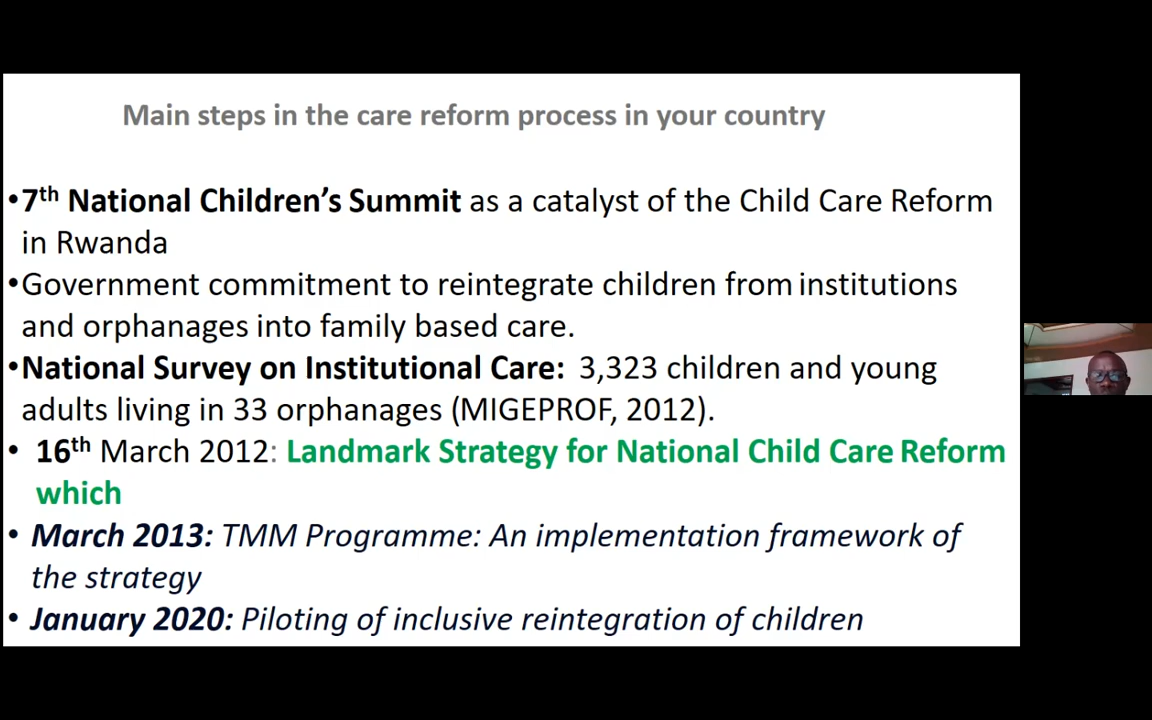 Main steps in the care reform process in your country
•7th National Children’s Summit as a catalyst of the Child Care Reform
in Rwanda
•Government commitment to reintegrate children from institutions
and orphanages into family based care.
•National Survey on Institutional Care: 3,323 children and young
adults living in 33 orphanages (MIGEPROF, 2012).
• 16th March 2012: Landmark Strategy for National Child Care Reform
which
• March 2013: TMM Programme: An implementation framework of
the strategy
• January 2020: Piloting of inclusive reintegration of children